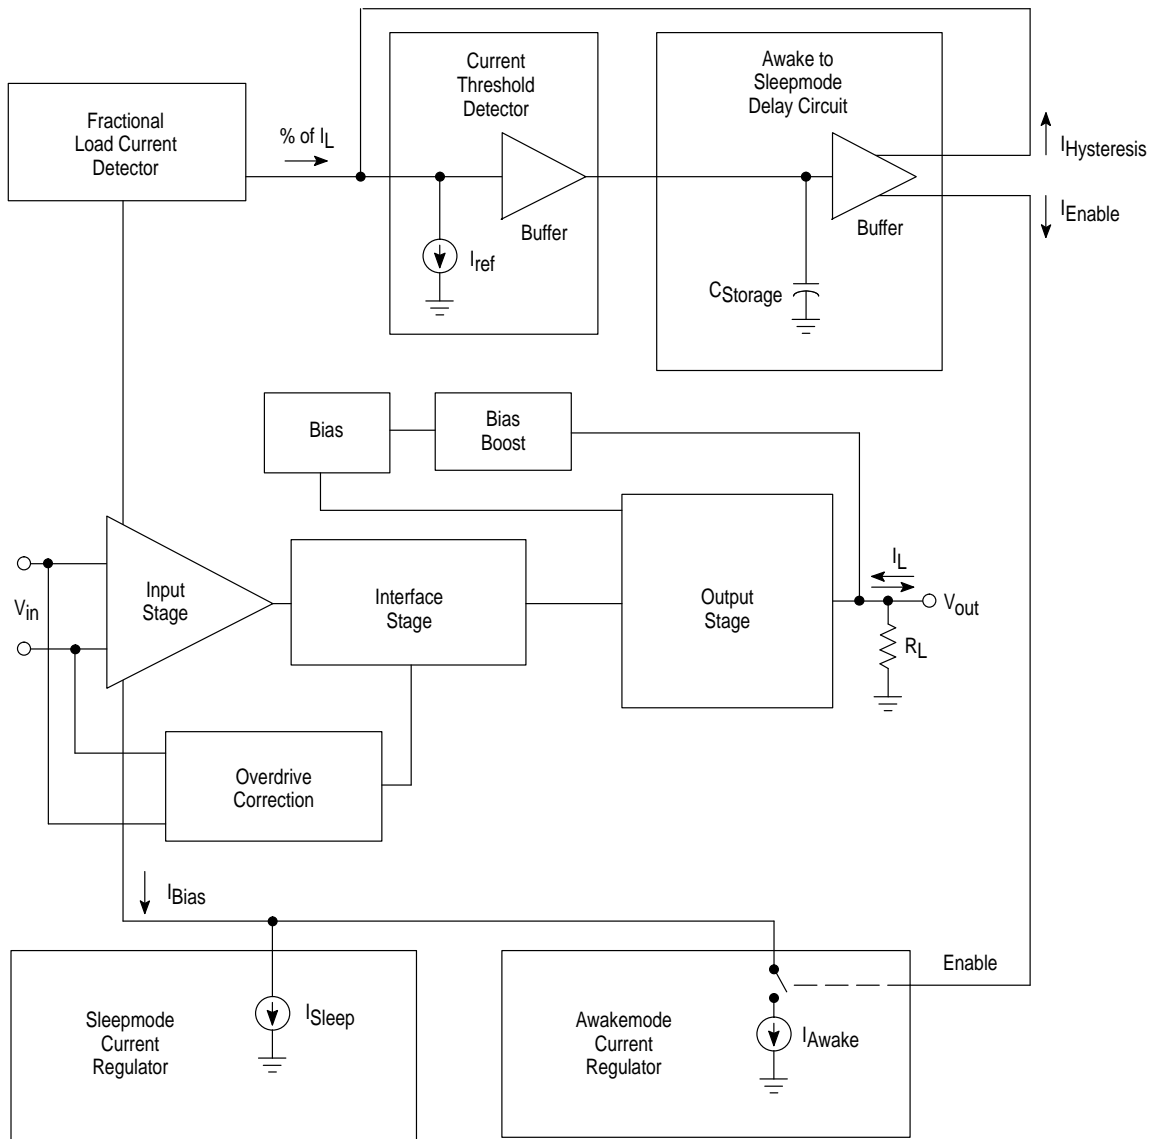 Fractional
Load Current
Detector
% of IL
Current
Threshold
Detector
Buffer
Iref
Awake to
Sleepmode
Delay Circuit
Buffer
CStorage
IHysteresis
IEnable
Bias
Bias
Boost
Vin
Input
Stage
Interface
Stage
Output
Stage
IL
Vout
RL
Overdrive
Correction
IBias
Sleepmode
Current
Regulator
ISleep
Awakemode
Current
Regulator
IAwake
Enable